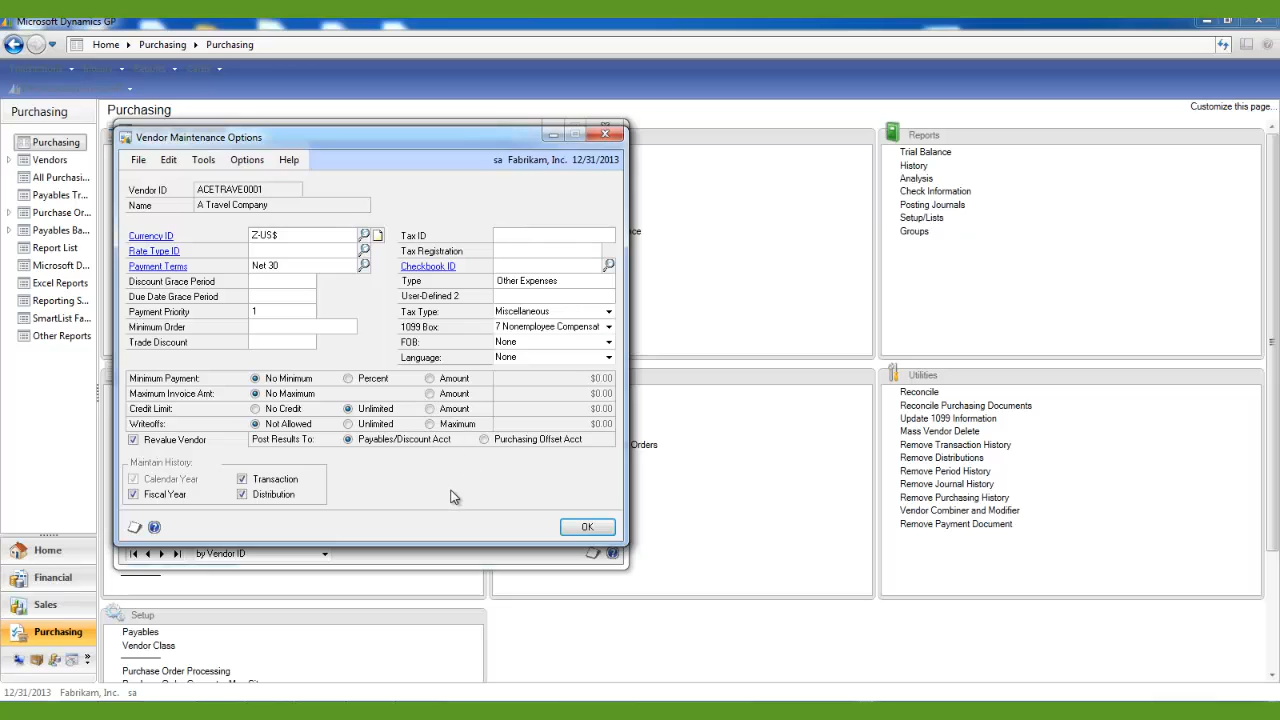 Microsoft Dynamics GP
Home Purchasing Purchasing
Purchasing
Purchasing
Customize this page...
Purchasing
Vendors
All Purchasi...
Payables Tr...
Purchase Or...
Payables Ba...
Report List
Microsoft D...
Excel Reports
Reporting S...
SmartList Fa...
Other Reports
Home
Financial
Sales
Purchasing
Vendor Maintenance Options
File Edit Tools Options Help
sa Fabrikam, Inc. 12/31/2013
Vendor ID ACETRAVE0001
Name A Travel Company
Currency ID Z-US$
Rate Type ID
Payment Terms Net 30
Discount Grace Period
Due Date Grace Period
Payment Priority 1
Minimum Order
Trade Discount
Tax ID
Tax Registration
Checkbook ID
Type Other Expenses
User-Defined 2
Tax Type: Miscellaneous
1099 Box: 7 Nonemployee Compensat
FOB: None
Language: None
Minimum Payment: No Minimum Percent Amount $0.00
Maximum Invoice Amt: No Maximum Amount $0.00
Credit Limit: No Credit Unlimited Amount $0.00
Writeoffs: Not Allowed Unlimited Maximum $0.00
Revalue Vendor Post Results To: Payables/Discount Acct Purchasing Offset Acct
Maintain History:
Calendar Year Transaction
Fiscal Year Distribution
OK
by Vendor ID
Orders
Reports
Trial Balance
History
Analysis
Check Information
Posting Journals
Setup/Lists
Groups
Utilities
Reconcile
Reconcile Purchasing Documents
Update 1099 Information
Mass Vendor Delete
Remove Transaction History
Remove Distributions
Remove Period History
Remove Journal History
Remove Purchasing History
Vendor Combiner and Modifier
Remove Payment Document
Setup
Payables
Vendor Class
Purchase Order Processing
12/31/2013 Fabrikam, Inc. sa